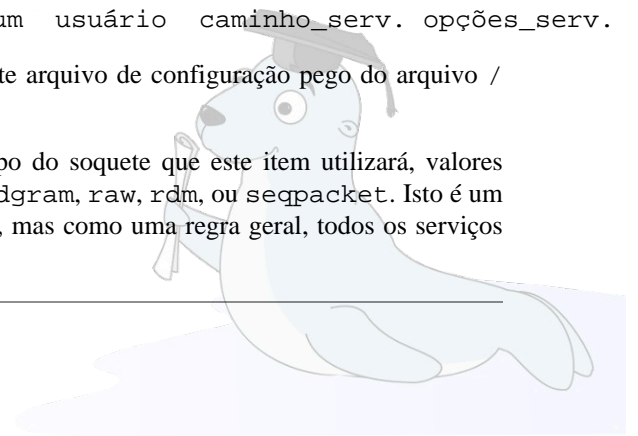 um usuário caminho_serv. opções_serv.
te arquivo de configuração pego do arquivo /
po do soquete que este item utilizará, valores
dgram, raw, rdm, ou seqpacket. Isto é um
, mas como uma regra geral, todos os serviços